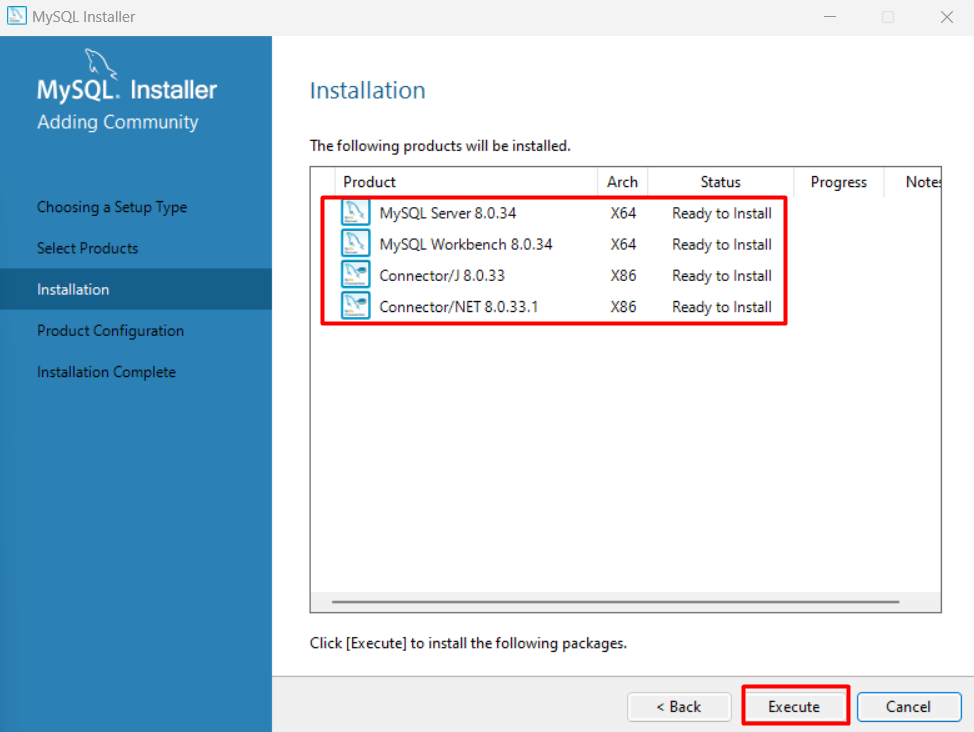 MySQL Installer
MySQL. Installer
Adding Community
Choosing a Setup Type
Select Products
Installation
Product Configuration
Installation Complete
Installation
The following products will be installed.
Product Arch Status Progress Notes
MySQL Server 8.0.34 X64 Ready to Install
MySQL Workbench 8.0.34 X64 Ready to Install
Connector/J 8.0.33 X86 Ready to Install
Connector/NET 8.0.33.1 X86 Ready to Install
Click [Execute] to install the following packages.
< Back Execute Cancel